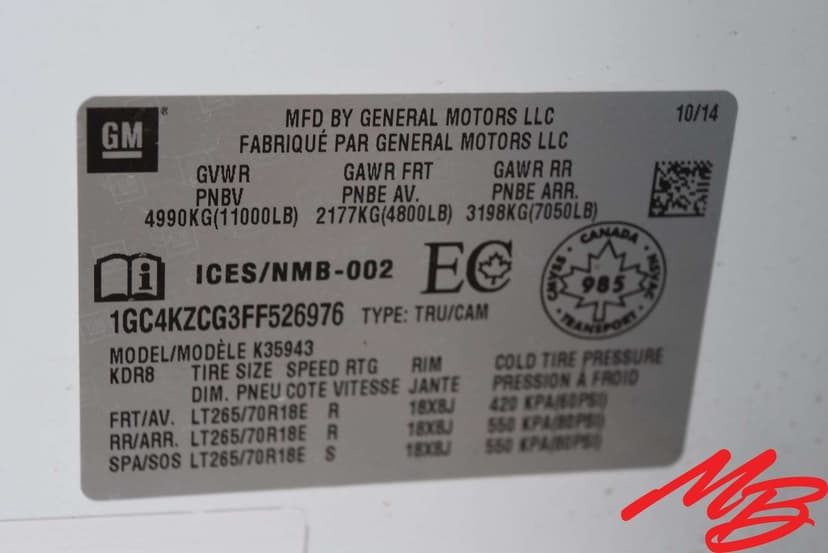 GM
MFD BY GENERAL MOTORS LLC
10/14
FABRIQUÉ PAR GENERAL MOTORS LLC
GVWR GAWR FRT GAWR RR
PNBV PNBE AV. PNBE ARR.
4990KG(11000LB) 2177KG(4800LB) 3198KG(7050LB)
i ICES/NMB-002 EC
CANADA
CMVSS 985 NSVAC
TRANSPORT
1GC4KZCG3FF526976 TYPE: TRU/CAM
MODEL/MODÈLE K35943
KDR8 TIRE SIZE SPEED RTG RIM COLD TIRE PRESSURE
DIM. PNEU COTE VITESSE JANTE PRESSION À FROID
FRT/AV. LT265/70R18E R 18X8J 420 KPA(60PSI)
RR/ARR. LT265/70R18E R 18X8J 550 KPA(80PSI)
SPA/SOS LT265/70R18E S 18X8J 550 KPA(80PSI)
MB